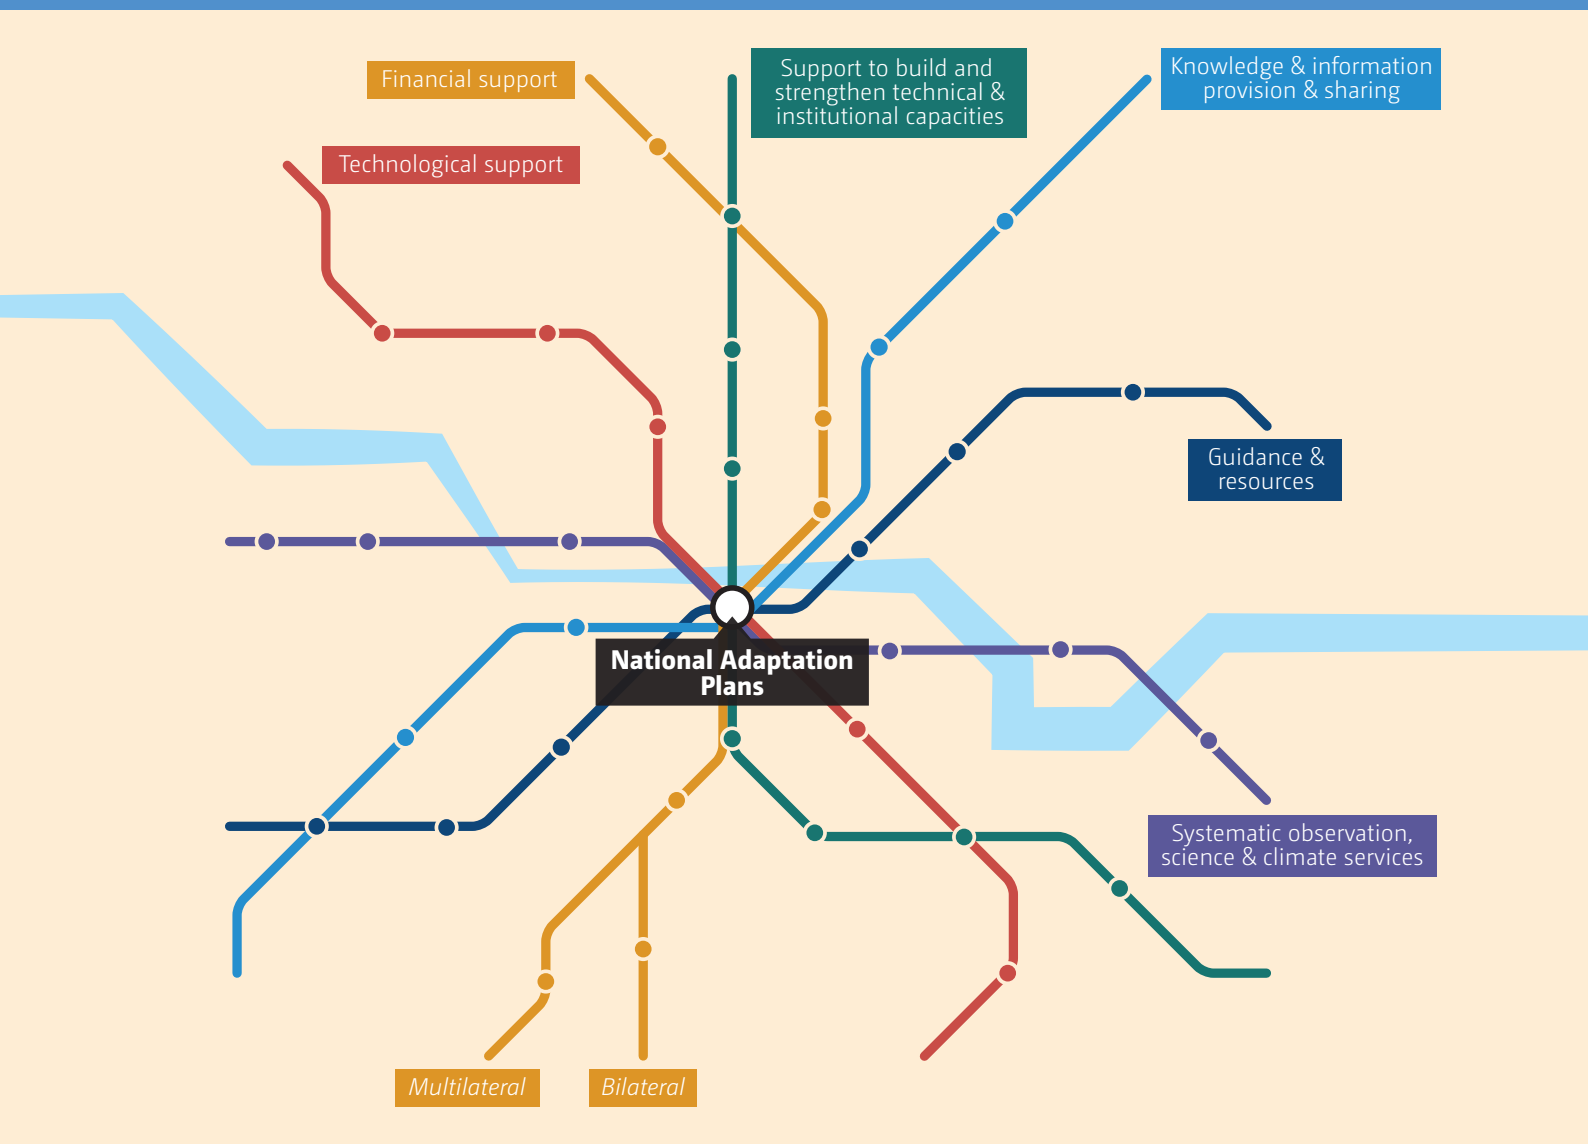 Financial support
Support to build and
strengthen technical &
institutional capacities
Knowledge & information
provision & sharing
Technological support
Guidance &
resources
National Adaptation
Plans
Systematic observation,
science & climate services
Multilateral
Bilateral